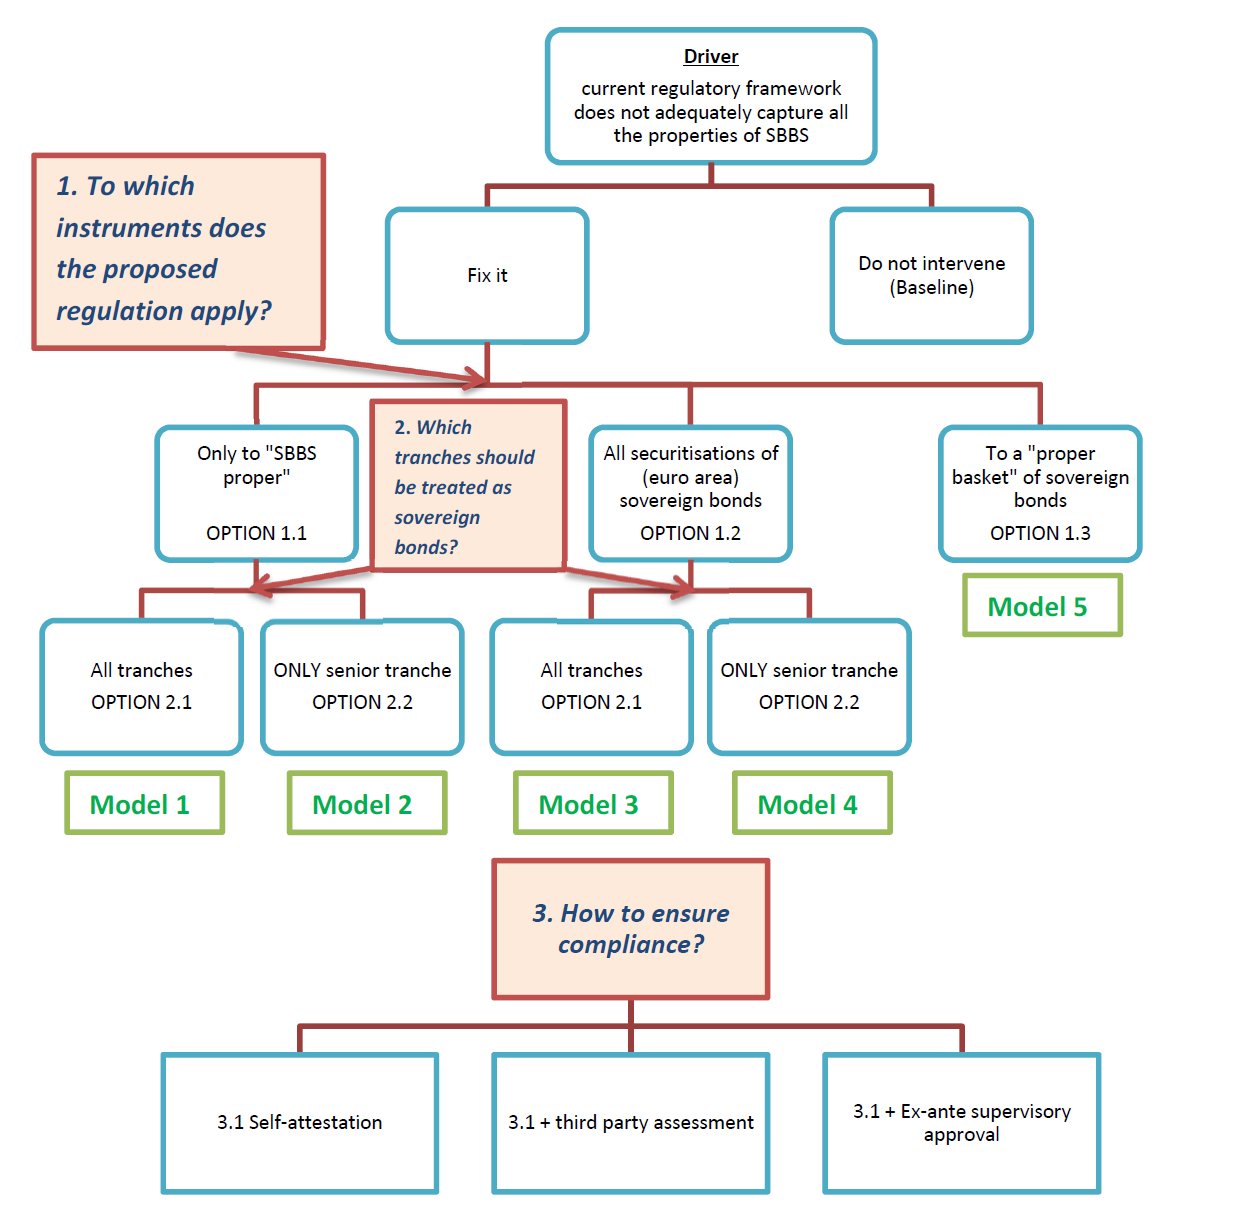 Driver
current regulatory framework
does not adequately capture all
the properties of SBBS
1. To which
instruments does
the proposed
regulation apply?
Fix it
Do not intervene
(Baseline)
Only to "SBBS
proper"
OPTION 1.1
2. Which
tranches should
be treated as
sovereign
bonds?
All securitisations of
(euro area)
sovereign bonds
OPTION 1.2
To a "proper
basket" of sovereign
bonds
OPTION 1.3
Model 5
All tranches
OPTION 2.1
ONLY senior tranche
OPTION 2.2
All tranches
OPTION 2.1
ONLY senior tranche
OPTION 2.2
Model 1
Model 2
Model 3
Model 4
3. How to ensure
compliance?
3.1 Self-attestation
3.1 + third party assessment
3.1 + Ex-ante supervisory
approval